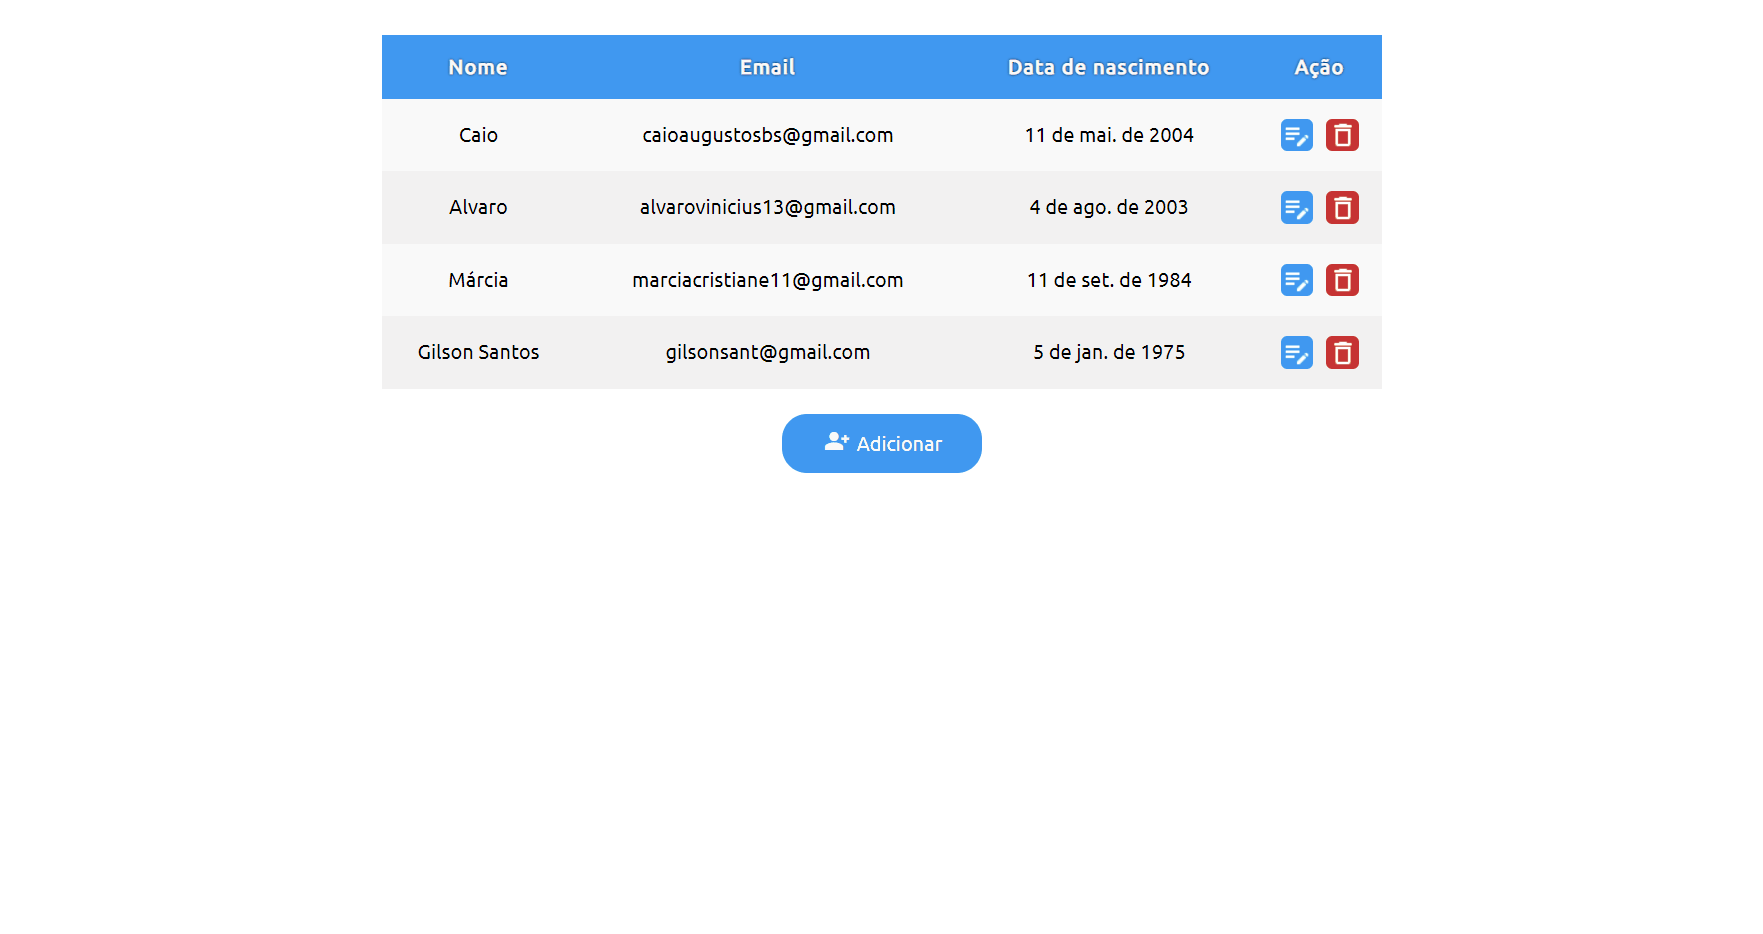 Nome Email Data de nascimento Ação
Caio caioaugustosbs@gmail.com 11 de mai. de 2004
Alvaro alvarovinicius13@gmail.com 4 de ago. de 2003
Márcia marciacristiane11@gmail.com 11 de set. de 1984
Gilson Santos gilsonsant@gmail.com 5 de jan. de 1975
Adicionar